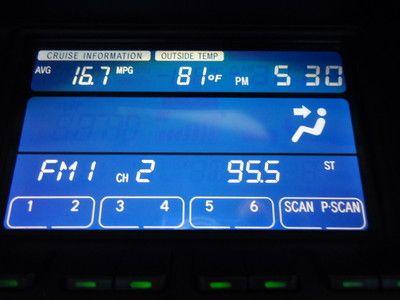 CRUISE INFORMATION OUTSIDE TEMP
AVG 16.7 MPG 81°F PM 5 30
FM1 CH 2 95.5 ST
1 2 3 4 5 6 SCAN P·SCAN